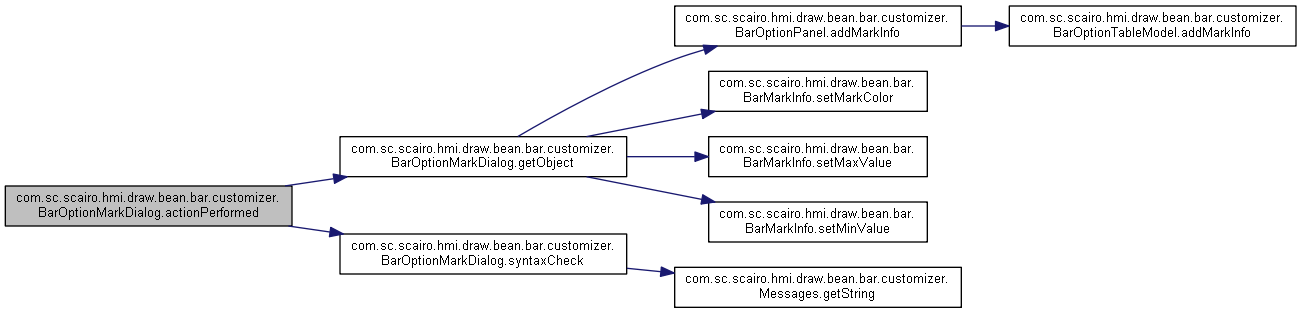 com.sc.scairo.hmi.draw.bean.bar.customizer.
BarOptionMarkDialog.actionPerformed
com.sc.scairo.hmi.draw.bean.bar.customizer.
BarOptionMarkDialog.getObject
com.sc.scairo.hmi.draw.bean.bar.customizer.
BarOptionMarkDialog.syntaxCheck
com.sc.scairo.hmi.draw.bean.bar.customizer.
BarOptionPanel.addMarkInfo
com.sc.scairo.hmi.draw.bean.bar.
BarMarkInfo.setMarkColor
com.sc.scairo.hmi.draw.bean.bar.
BarMarkInfo.setMaxValue
com.sc.scairo.hmi.draw.bean.bar.
BarMarkInfo.setMinValue
com.sc.scairo.hmi.draw.bean.bar.customizer.
Messages.getString
com.sc.scairo.hmi.draw.bean.bar.customizer.
BarOptionTableModel.addMarkInfo